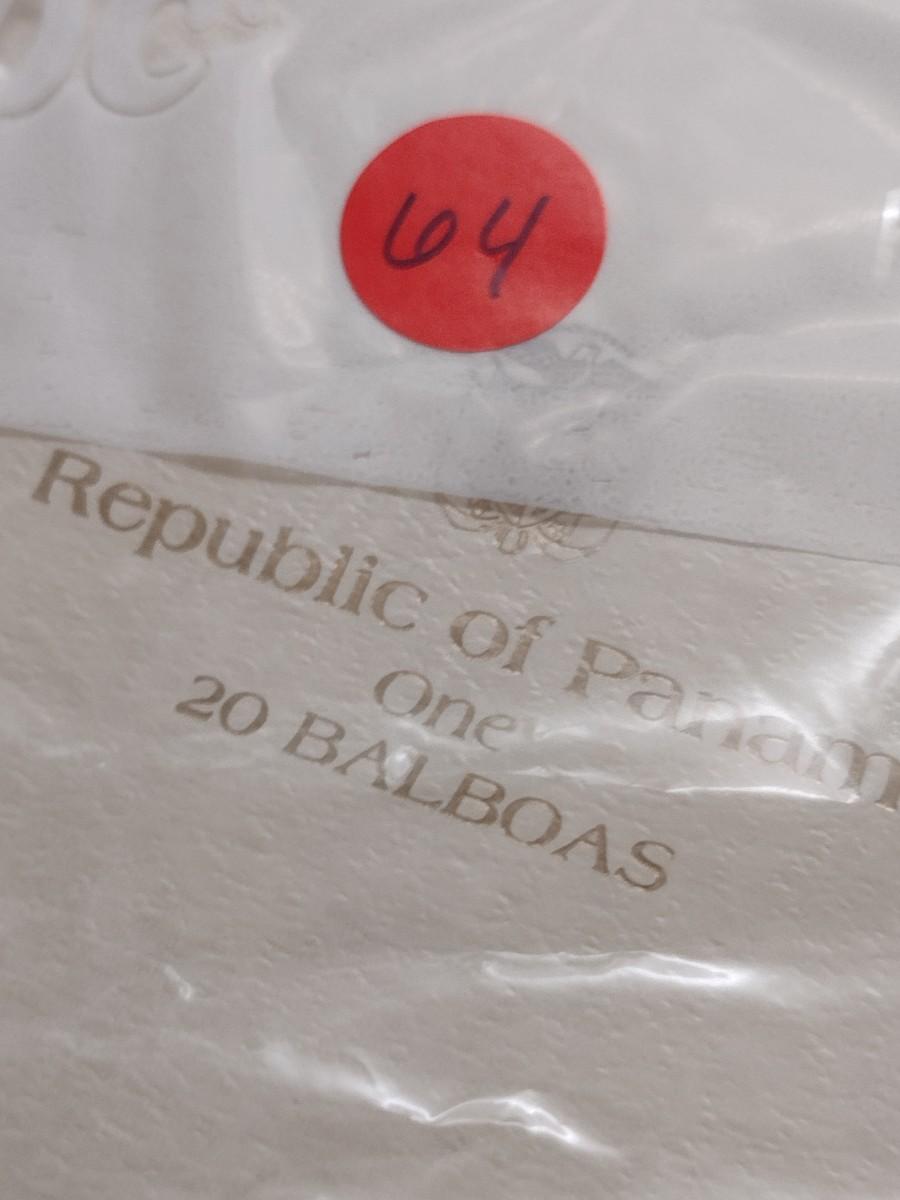 64
Republic of Panam
One
20 BALBOAS